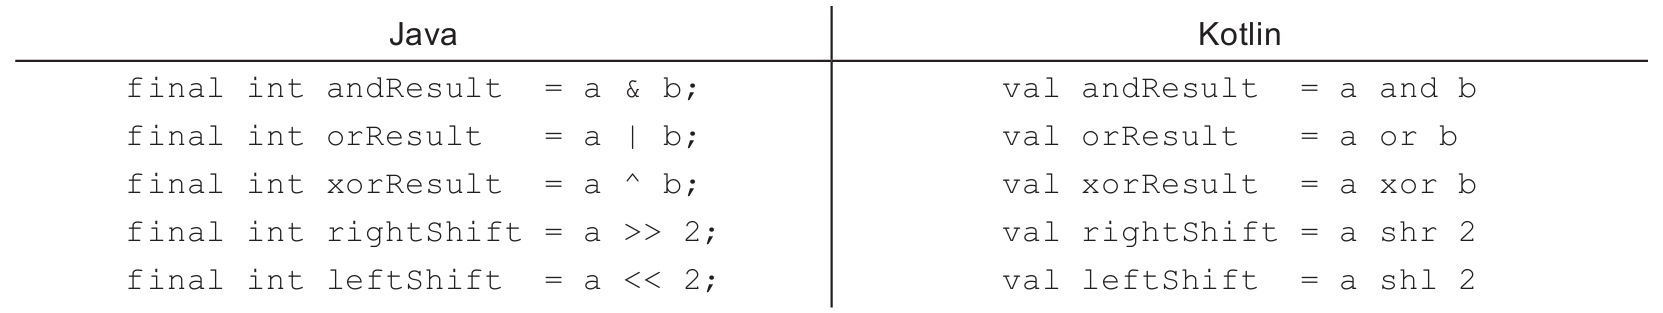 Java Kotlin
final int andResult  = a & b; val andResult  = a and b
final int orResult   = a | b; val orResult   = a or b
final int xorResult  = a ^ b; val xorResult  = a xor b
final int rightShift = a >> 2; val rightShift = a shr 2
final int leftShift  = a << 2; val leftShift  = a shl 2